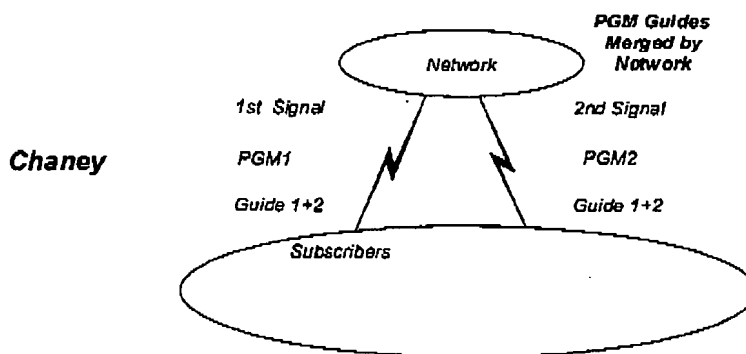 PGM Guides
Merged by
Network
Network
1st Signal
2nd Signal
Chaney
PGM1
PGM2
Guide 1+2
Guide 1+2
Subscribers